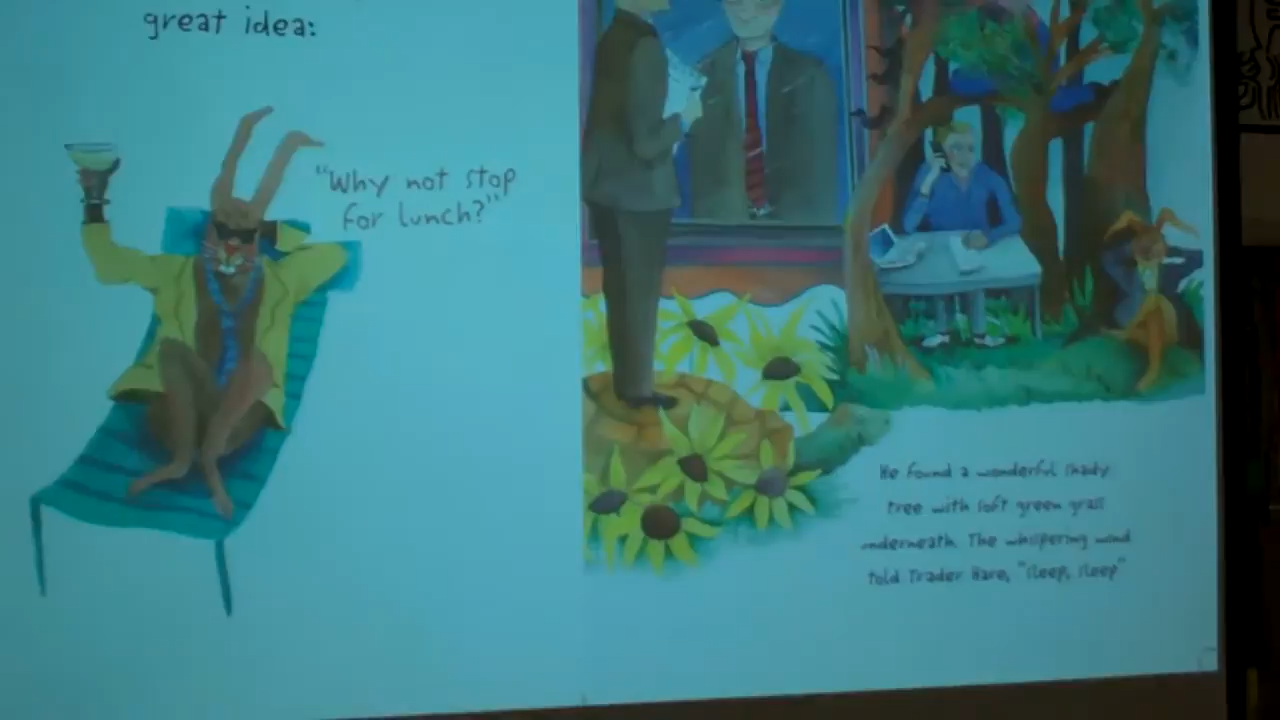 great idea:
"Why not stop
for lunch?"
He found a wonderful shady
tree with soft green grass
underneath. The whispering wind
told Trader Hare, "sleep, sleep"